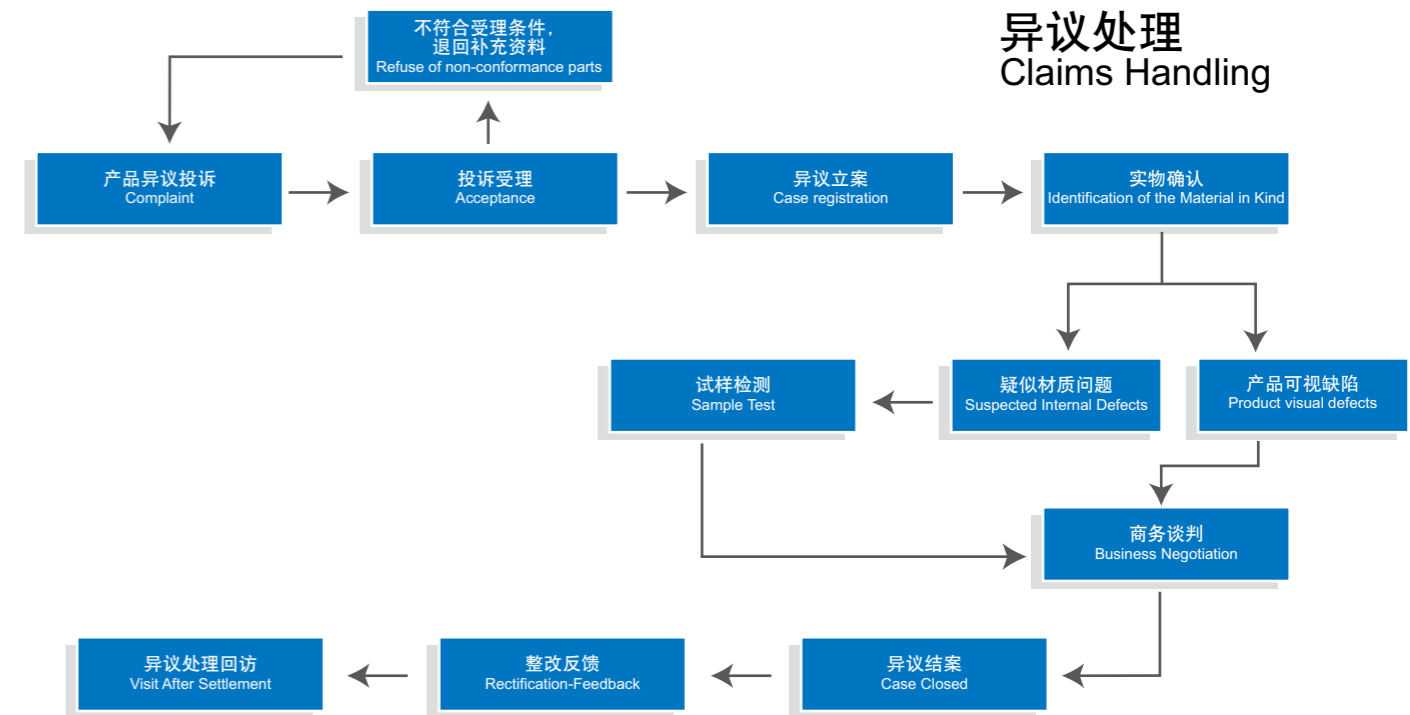 异议处理
Claims Handling
不符合受理条件，
退回补充资料
Refuse of non-conformance parts
产品异议投诉
Complaint
投诉受理
Acceptance
异议立案
Case registration
实物确认
Identification of the Material in Kind
试样检测
Sample Test
疑似材质问题
Suspected Internal Defects
产品可视缺陷
Product visual defects
商务谈判
Business Negotiation
异议处理回访
Visit After Settlement
整改反馈
Rectification-Feedback
异议结案
Case Closed